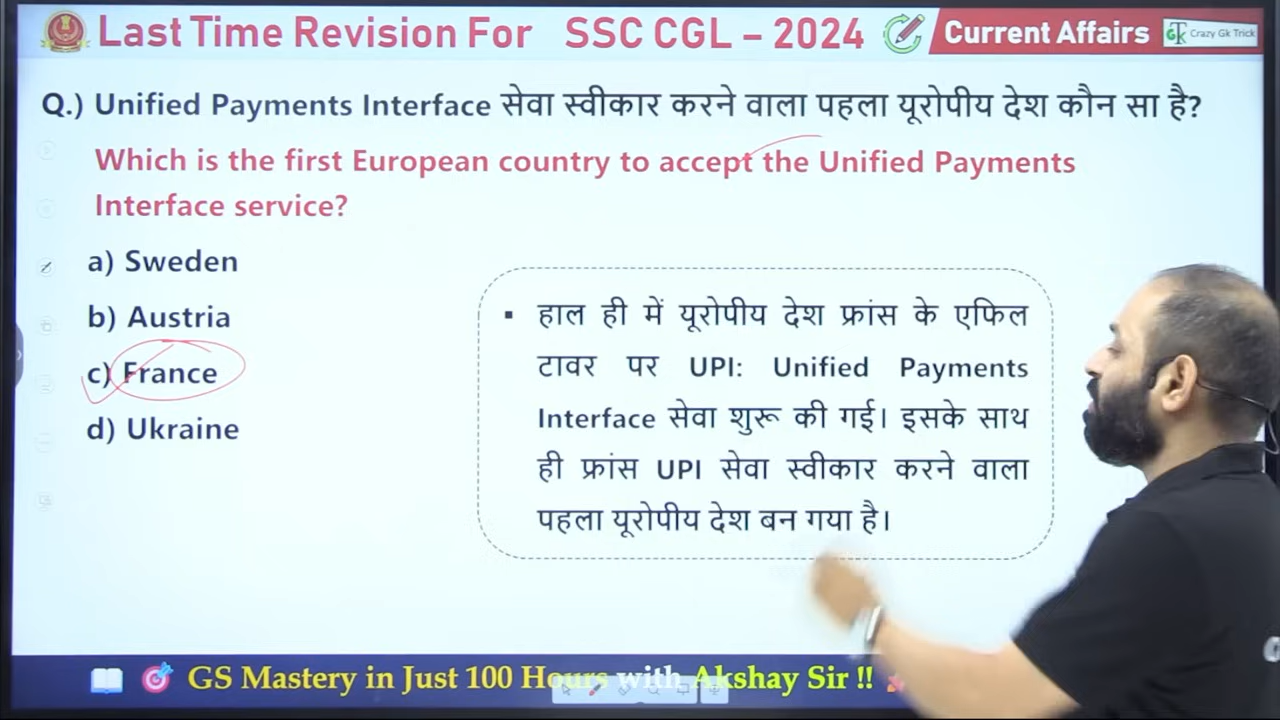 Last Time Revision For SSC CGL – 2024
Current Affairs
Crazy Gk Trick
Q.) Unified Payments Interface सेवा स्वीकार करने वाला पहला यूरोपीय देश कौन सा है?
Which is the first European country to accept the Unified Payments
Interface service?
a) Sweden
b) Austria
c) France
d) Ukraine
▪ हाल ही में यूरोपीय देश फ्रांस के एफिल
टावर पर UPI: Unified Payments
Interface सेवा शुरू की गई। इसके साथ
ही फ्रांस UPI सेवा स्वीकार करने वाला
पहला यूरोपीय देश बन गया है।
GS Mastery in Just 100 Hours with Akshay Sir !!